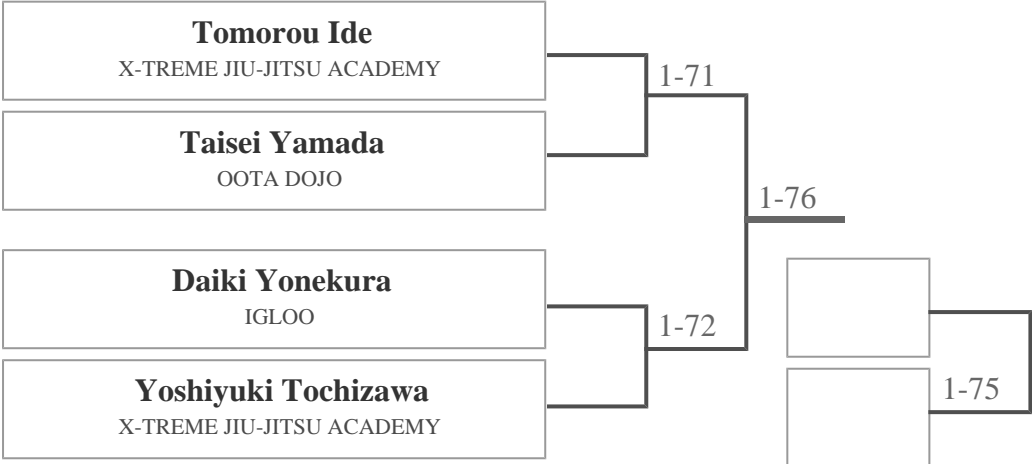 Tomorou Ide
X-TREME JIU-JITSU ACADEMY
1-71
Taisei Yamada
OOTA DOJO
1-76
Daiki Yonekura
IGLOO
1-72
Yoshiyuki Tochizawa
X-TREME JIU-JITSU ACADEMY
1-75